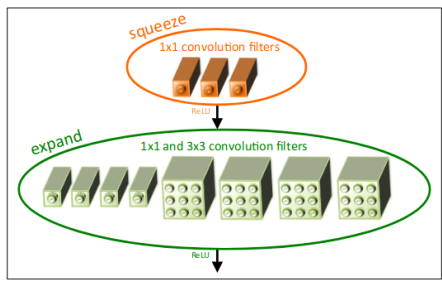 squeeze
1x1 convolution filters
ReLU
expand
1x1 and 3x3 convolution filters
ReLU